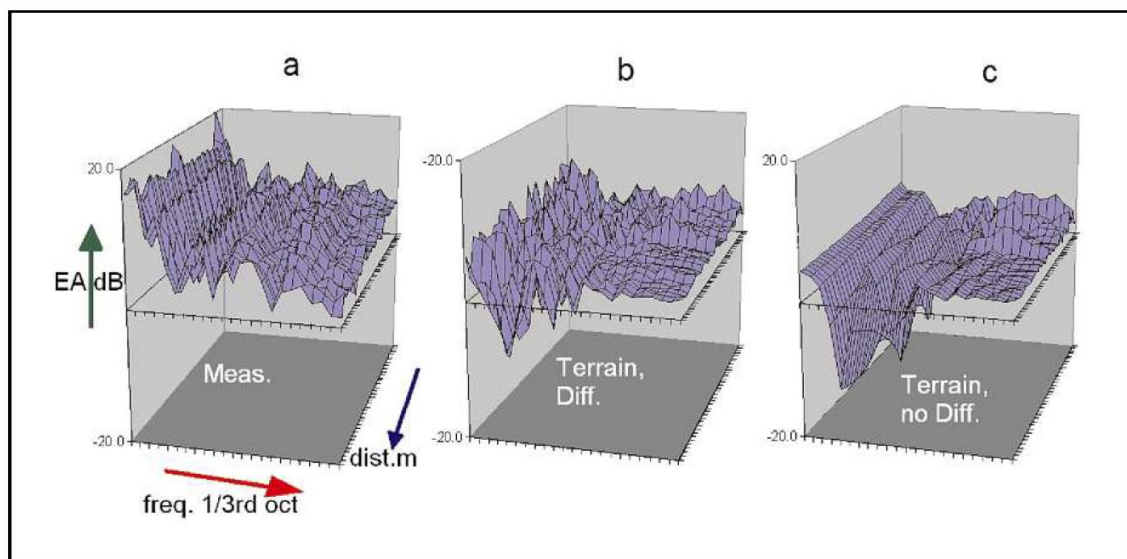 a
b
c
20.0
-20.0
20.0
EA dB
Meas.
Terrain,
Diff.
Terrain,
no Diff.
-20.0
-20.0
-20.0
dist.m
freq. 1/3rd oct